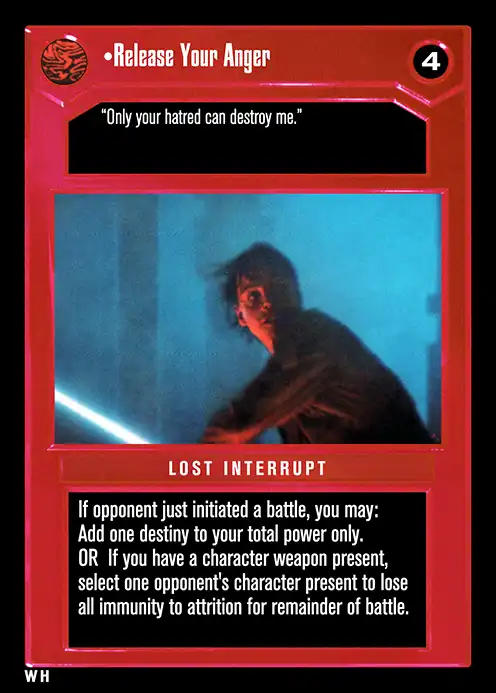 •Release Your Anger
4
“Only your hatred can destroy me.”
LOST INTERRUPT
If opponent just initiated a battle, you may:
Add one destiny to your total power only.
OR If you have a character weapon present,
select one opponent's character present to lose
all immunity to attrition for remainder of battle.
WH